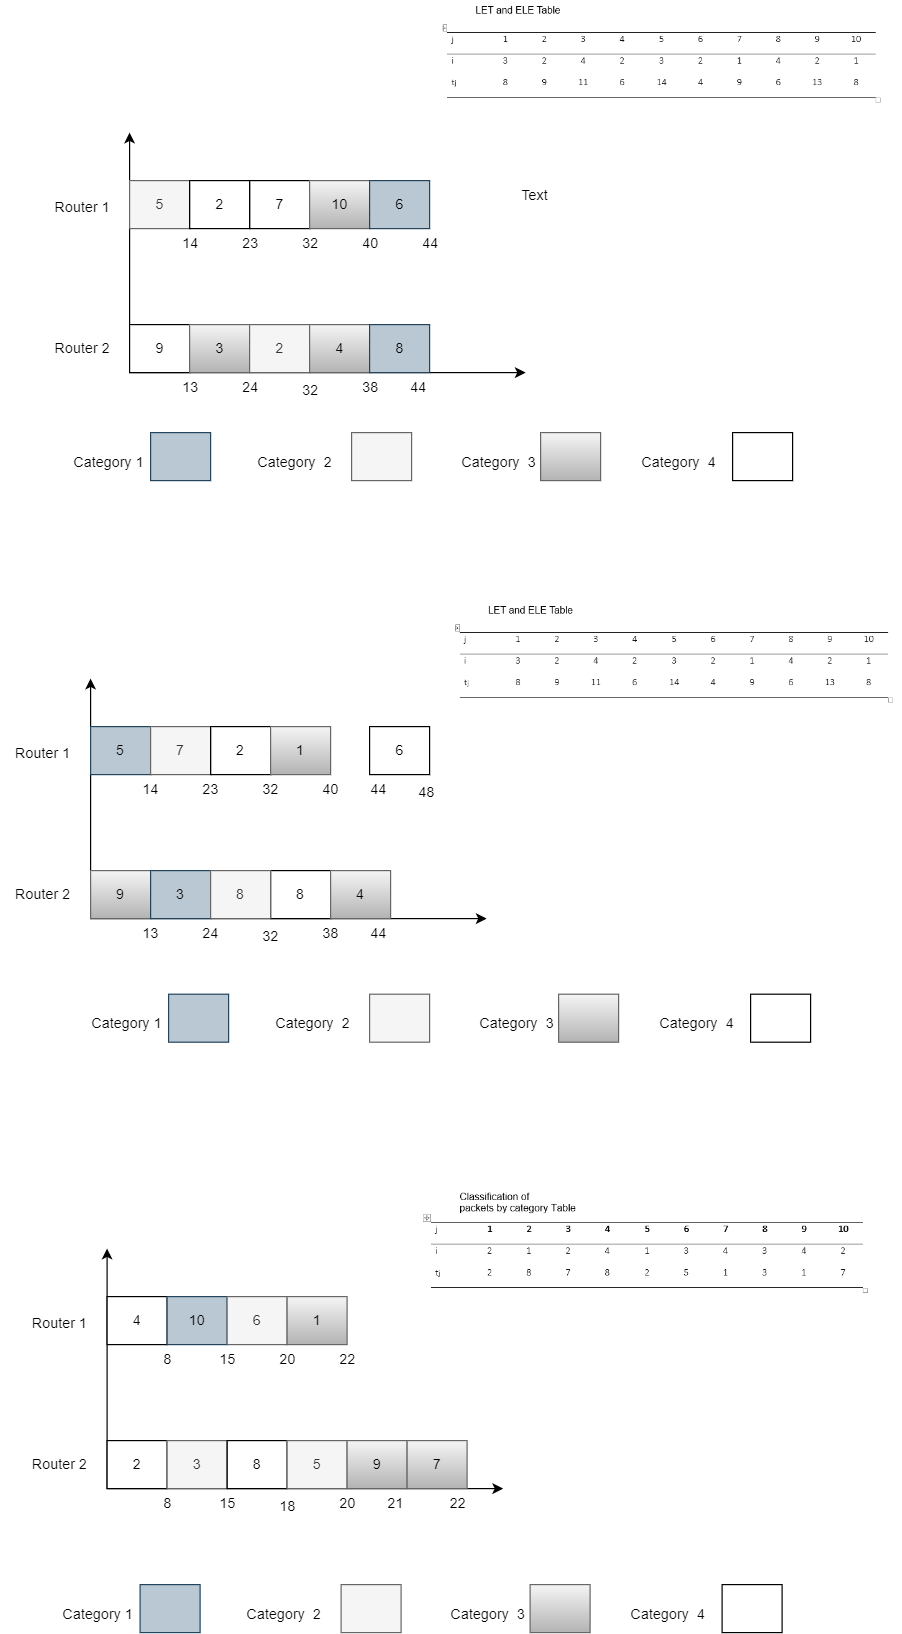 LET and ELE Table
j 1 2 3 4 5 6 7 8 9 10
i 3 2 4 2 3 2 1 4 2 1
tj 8 9 11 6 14 4 9 6 13 8
Text
Router 1 5 2 7 10 6
14 23 32 40 44
Router 2 9 3 2 4 8
13 24 32 38 44
Category 1 Category 2 Category 3 Category 4
LET and ELE Table
j 1 2 3 4 5 6 7 8 9 10
i 3 2 4 2 3 2 1 4 2 1
tj 8 9 11 6 14 4 9 6 13 8
Router 1 5 7 2 1 6
14 23 32 40 44 48
Router 2 9 3 8 8 4
13 24 32 38 44
Category 1 Category 2 Category 3 Category 4
Classification of
packets by category Table
j 1 2 3 4 5 6 7 8 9 10
i 2 1 2 4 1 3 4 3 4 2
tj 2 8 7 8 2 5 1 3 1 7
Router 1 4 10 6 1
8 15 20 22
Router 2 2 3 8 5 9 7
8 15 18 20 21 22
Category 1 Category 2 Category 3 Category 4